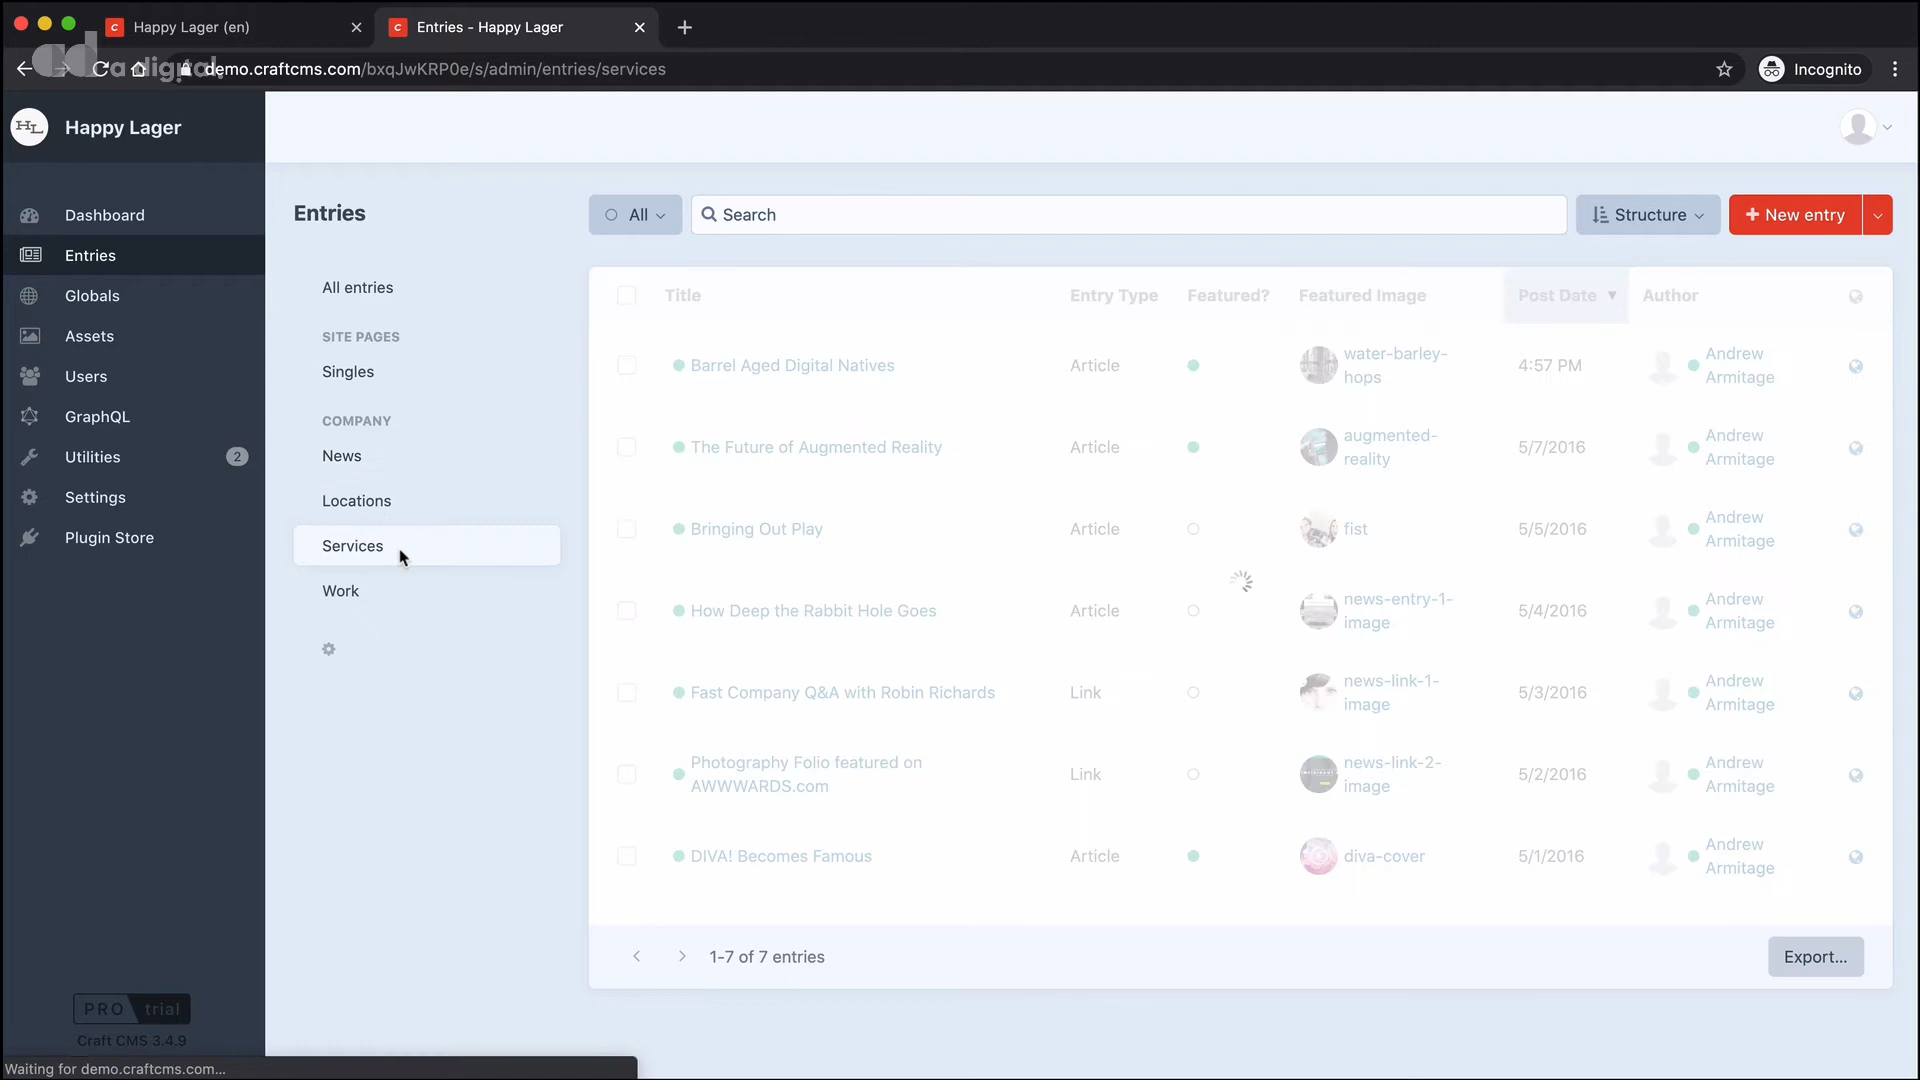 Happy Lager (en)
Entries - Happy Lager
a digital
demo.craftcms.com/bxqJwKRP0e/s/admin/entries/services
Incognito
HL
Happy Lager
Dashboard
Entries
Globals
Assets
Users
GraphQL
Utilities
2
Settings
Plugin Store
PRO trial
Craft CMS 3.4.9
Waiting for demo.craftcms.com...
Entries
All entries
SITE PAGES
Singles
COMPANY
News
Locations
Services
Work
All
Search
Structure
+ New entry
Title Entry Type Featured? Featured Image Post Date Author
Barrel Aged Digital Natives Article water-barley-
hops 4:57 PM Andrew
Armitage
The Future of Augmented Reality Article augmented-
reality 5/7/2016 Andrew
Armitage
Bringing Out Play Article fist 5/5/2016 Andrew
Armitage
How Deep the Rabbit Hole Goes Article news-entry-1-
image 5/4/2016 Andrew
Armitage
Fast Company Q&A with Robin Richards Link news-link-1-
image 5/3/2016 Andrew
Armitage
Photography Folio featured on
AWWWARDS.com Link news-link-2-
image 5/2/2016 Andrew
Armitage
DIVA! Becomes Famous Article diva-cover 5/1/2016 Andrew
Armitage
1-7 of 7 entries
Export...